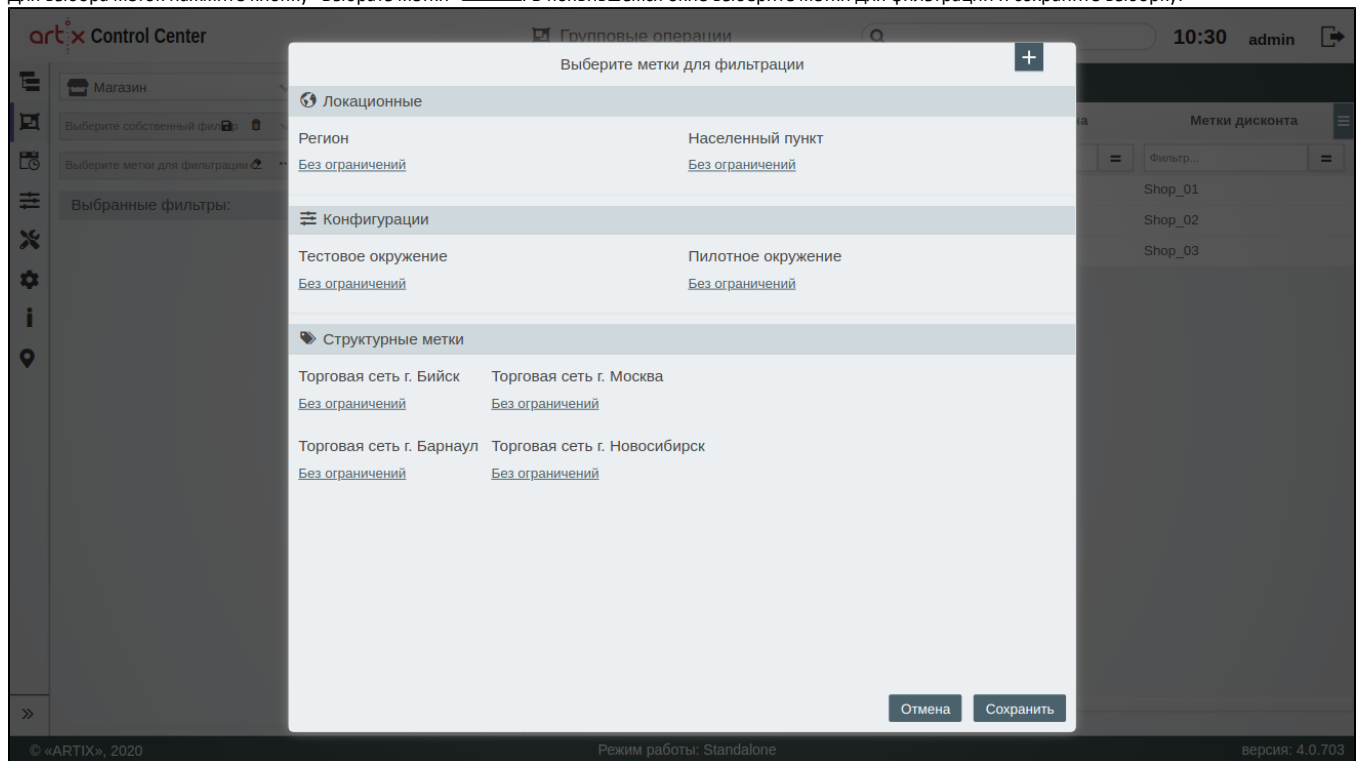 artix Control Center
Групповые операции
10:30 admin
Магазин
Выберите собственный
Выберите метки для фильтрации
Выбранные фильтры:
Выберите метки для фильтрации
+
Локационные
Регион
Населенный пункт
Без ограничений
Без ограничений
Конфигурации
Тестовое окружение
Пилотное окружение
Без ограничений
Без ограничений
Структурные метки
Торговая сеть г. Бийск
Торговая сеть г. Москва
Без ограничений
Без ограничений
Торговая сеть г. Барнаул
Торговая сеть г. Новосибирск
Без ограничений
Без ограничений
Отмена
Сохранить
Метки дисконта
=
Фильтр...
=
Shop_01
Shop_02
Shop_03
© «ARTIX», 2020
Режим работы: Standalone
версия: 4.0.703